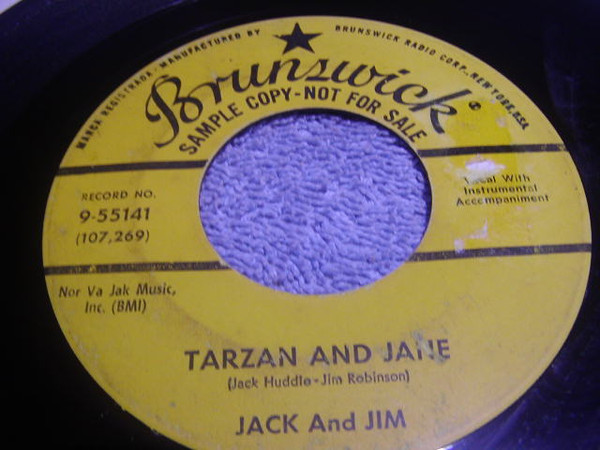 MARCA REGISTRADA · MANUFACTURED BY BRUNSWICK RADIO CORP. · NEW YORK, USA
Brunswick ®
SAMPLE COPY-NOT FOR SALE
RECORD NO.
9-55141
(107,269)
Vocal With
Instrumental
Accompaniment
Nor Va Jak Music,
Inc. (BMI)
TARZAN AND JANE
(Jack Huddle-Jim Robinson)
JACK And JIM